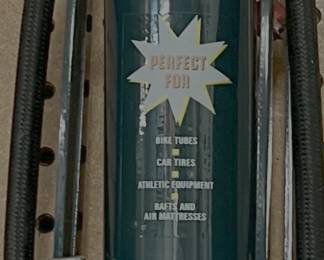 PERFECT
FOR
BIKE TUBES
CAR TIRES
ATHLETIC EQUIPMENT
RAFTS AND
AIR MATTRESSES